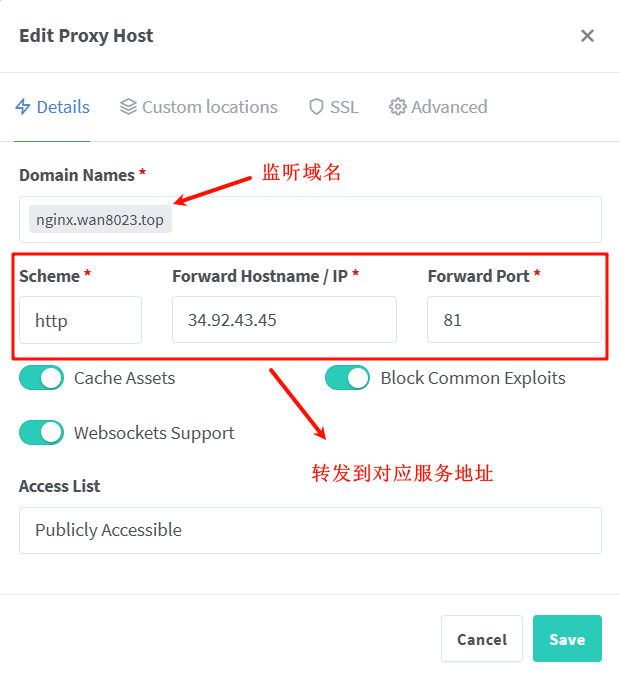 Edit Proxy Host
Details Custom locations SSL Advanced
Domain Names *
监听域名
nginx.wan8023.top
Scheme * Forward Hostname / IP * Forward Port *
http 34.92.43.45 81
Cache Assets Block Common Exploits
Websockets Support
转发到对应服务地址
Access List
Publicly Accessible
Cancel Save